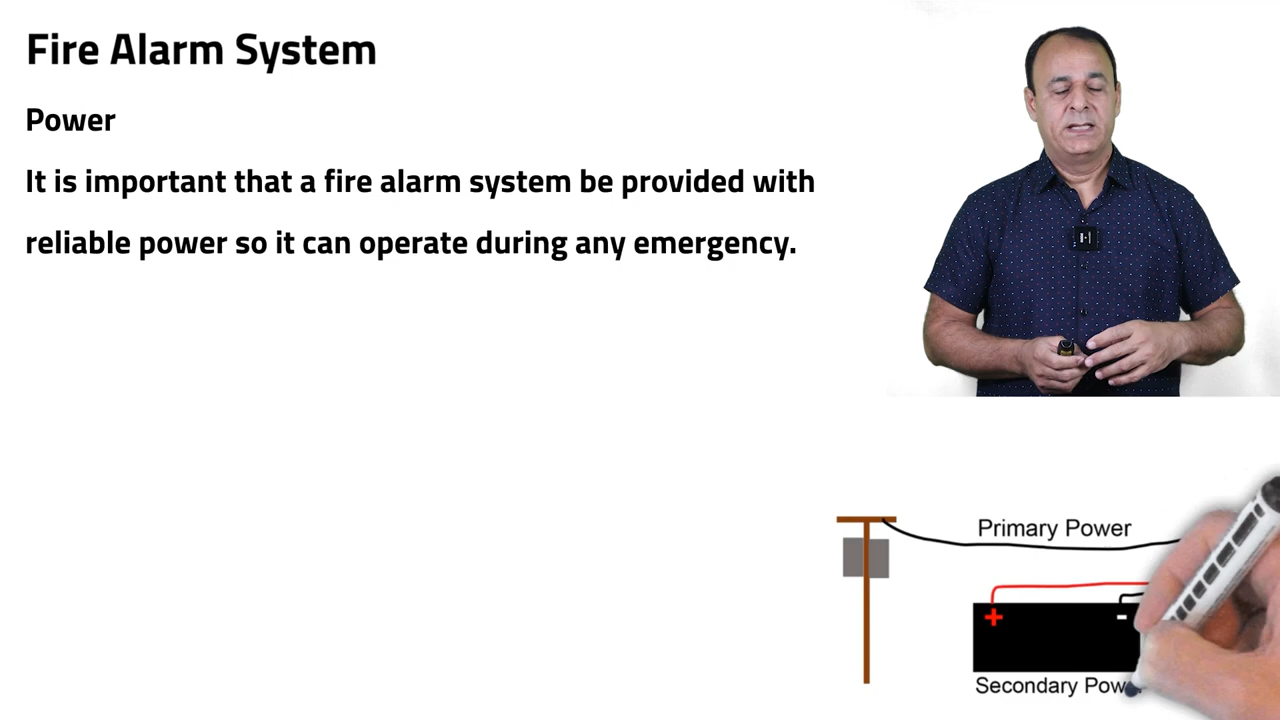 Fire Alarm System
Power
It is important that a fire alarm system be provided with
reliable power so it can operate during any emergency.
Primary Power
+ -
Secondary